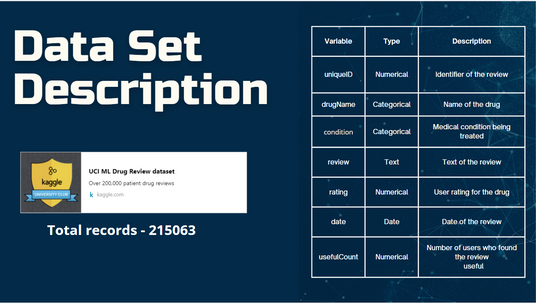 Data Set
Description
kaggle
UNIVERSITY CLUB
UCI ML Drug Review dataset
Over 200,000 patient drug reviews
k kaggle.com
Total records - 215063
Variable Type Description
uniqueID Numerical Identifier of the review
drugName Categorical Name of the drug
condition Categorical Medical condition being
treated
review Text Text of the review
rating Numerical User rating for the drug
date Date Date of the review
usefulCount Numerical Number of users who found
the review
useful